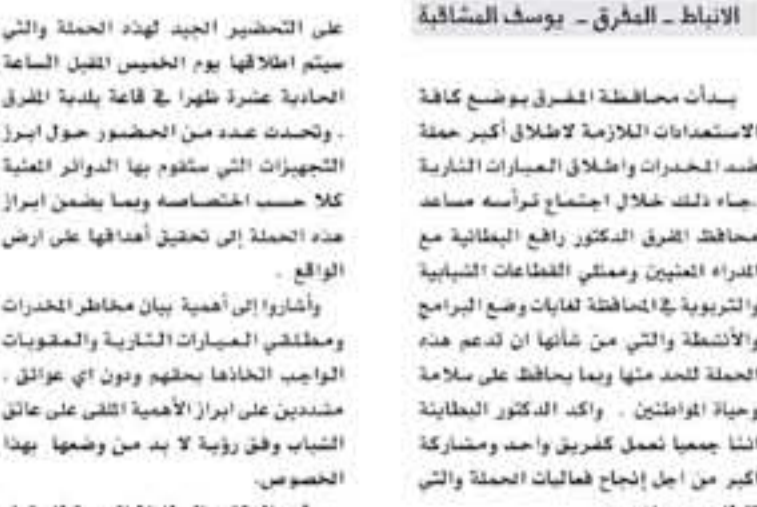 الانباط ـ المفرق ـ يوسف المشاقبة
بدأت محافظة المفرق بوضع كافة
الاستعدادات اللازمة لاطلاق أكبر حملة
ضد المخدرات واطلاق العيارات النارية
.جاء ذلك خلال اجتماع ترأسه مساعد
محافظ المفرق الدكتور رافع البطاينة مع
المدراء المعنيين وممثلي القطاعات الشبابية
والتربوية في المحافظة لغايات وضع البرامج
والأنشطة والتي من شأنها ان تدعم هذه
الحملة للحد منها وبما يحافظ على سلامة
وحياة المواطنين . واكد الدكتور البطاينة
اننا جميعا نعمل كفريق واحد ومشاركة
اكبر من اجل إنجاح فعاليات الحملة والتي
على التحضير الجيد لهذه الحملة والتي
سيتم اطلاقها يوم الخميس المقبل الساعة
الحادية عشرة ظهرا في قاعة بلدية المفرق
. وتحدث عدد من الحضور حول ابرز
التجهيزات التي ستقوم بها الدوائر المعنية
كلا حسب اختصاصه وبما يضمن ابراز
هذه الحملة إلى تحقيق أهدافها على ارض
الواقع .
وأشاروا إلى أهمية بيان مخاطر المخدرات
ومطلقي العيارات النارية والعقوبات
الواجب اتخاذها بحقهم ودون اي عوائق .
مشددين على ابراز الأهمية الملقى على عاتق
الشباب وفق رؤية لا بد من وضعها بهذا
الخصوص.